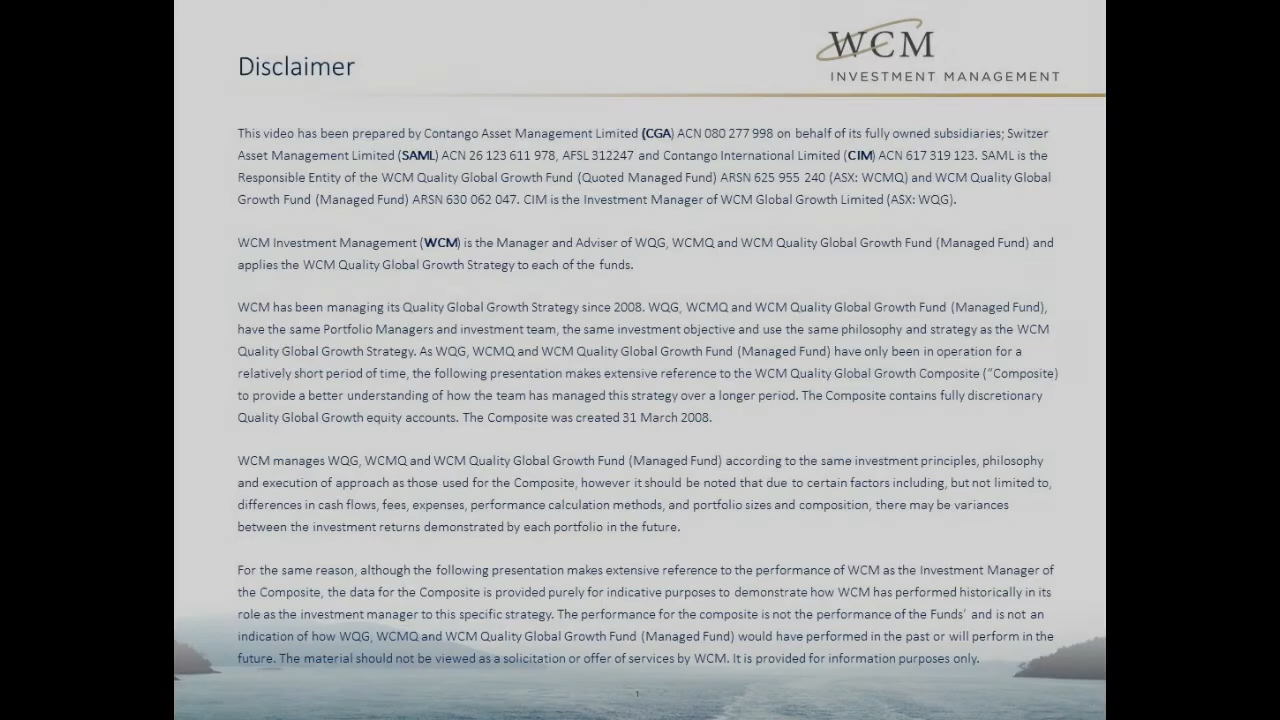 WCM
INVESTMENT MANAGEMENT
Disclaimer
This video has been prepared by Contango Asset Management Limited (CGA) ACN 080 277 998 on behalf of its fully owned subsidiaries; Switzer
Asset Management Limited (SAML) ACN 26 123 611 978, AFSL 312247 and Contango International Limited (CIM) ACN 617 319 123. SAML is the
Responsible Entity of the WCM Quality Global Growth Fund (Quoted Managed Fund) ARSN 625 955 240 (ASX: WCMQ) and WCM Quality Global
Growth Fund (Managed Fund) ARSN 630 062 047. CIM is the Investment Manager of WCM Global Growth Limited (ASX: WQG).
WCM Investment Management (WCM) is the Manager and Adviser of WQG, WCMQ and WCM Quality Global Growth Fund (Managed Fund) and
applies the WCM Quality Global Growth Strategy to each of the funds.
WCM has been managing its Quality Global Growth Strategy since 2008. WQG, WCMQ and WCM Quality Global Growth Fund (Managed Fund),
have the same Portfolio Managers and investment team, the same investment objective and use the same philosophy and strategy as the WCM
Quality Global Growth Strategy. As WQG, WCMQ and WCM Quality Global Growth Fund (Managed Fund) have only been in operation for a
relatively short period of time, the following presentation makes extensive reference to the WCM Quality Global Growth Composite (“Composite)
to provide a better understanding of how the team has managed this strategy over a longer period. The Composite contains fully discretionary
Quality Global Growth equity accounts. The Composite was created 31 March 2008.
WCM manages WQG, WCMQ and WCM Quality Global Growth Fund (Managed Fund) according to the same investment principles, philosophy
and execution of approach as those used for the Composite, however it should be noted that due to certain factors including, but not limited to,
differences in cash flows, fees, expenses, performance calculation methods, and portfolio sizes and composition, there may be variances
between the investment returns demonstrated by each portfolio in the future.
For the same reason, although the following presentation makes extensive reference to the performance of WCM as the Investment Manager of
the Composite, the data for the Composite is provided purely for indicative purposes to demonstrate how WCM has performed historically in its
role as the investment manager to this specific strategy. The performance for the composite is not the performance of the Funds’ and is not an
indication of how WQG, WCMQ and WCM Quality Global Growth Fund (Managed Fund) would have performed in the past or will perform in the
future. The material should not be viewed as a solicitation or offer of services by WCM. It is provided for information purposes only.
1